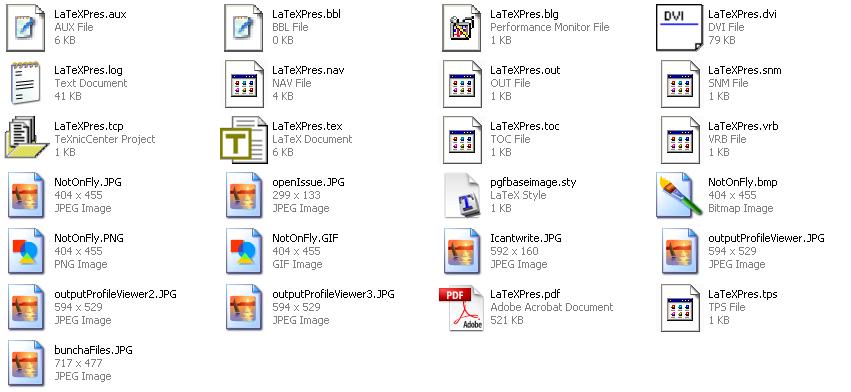 LaTeXPres.aux
AUX File
6 KB
LaTeXPres.bbl
BBL File
0 KB
LaTeXPres.blg
Performance Monitor File
1 KB
DVI
LaTeXPres.dvi
DVI File
79 KB
LaTeXPres.log
Text Document
41 KB
LaTeXPres.nav
NAV File
4 KB
LaTeXPres.out
OUT File
1 KB
LaTeXPres.snm
SNM File
1 KB
LaTeXPres.tcp
TeXnicCenter Project
1 KB
T
LaTeXPres.tex
LaTeX Document
6 KB
LaTeXPres.toc
TOC File
1 KB
LaTeXPres.vrb
VRB File
1 KB
NotOnFly.JPG
404 x 455
JPEG Image
openIssue.JPG
299 x 133
JPEG Image
T
pgfbaseimage.sty
LaTeX Style
1 KB
NotOnFly.bmp
404 x 455
Bitmap Image
NotOnFly.PNG
404 x 455
PNG Image
NotOnFly.GIF
404 x 455
GIF Image
Icantwrite.JPG
592 x 160
JPEG Image
outputProfileViewer.JPG
594 x 529
JPEG Image
outputProfileViewer2.JPG
594 x 529
JPEG Image
outputProfileViewer3.JPG
594 x 529
JPEG Image
PDF
Adobe
LaTeXPres.pdf
Adobe Acrobat Document
521 KB
LaTeXPres.tps
TPS File
1 KB
bunchaFiles.JPG
717 x 477
JPEG Image